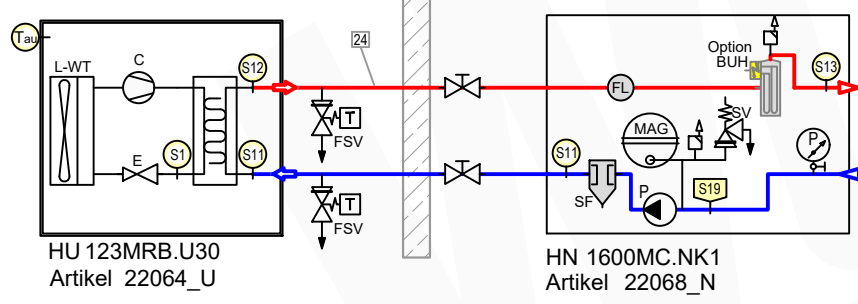 Tau
L-WT
C
S12
24
Option
BUH
S13
FL
T
FSV
MAG
SV
P
E
S1
S11
S11
SF
P
S19
T
FSV
HU 123MRB.U30
Artikel 22064_U
HN 1600MC.NK1
Artikel 22068_N